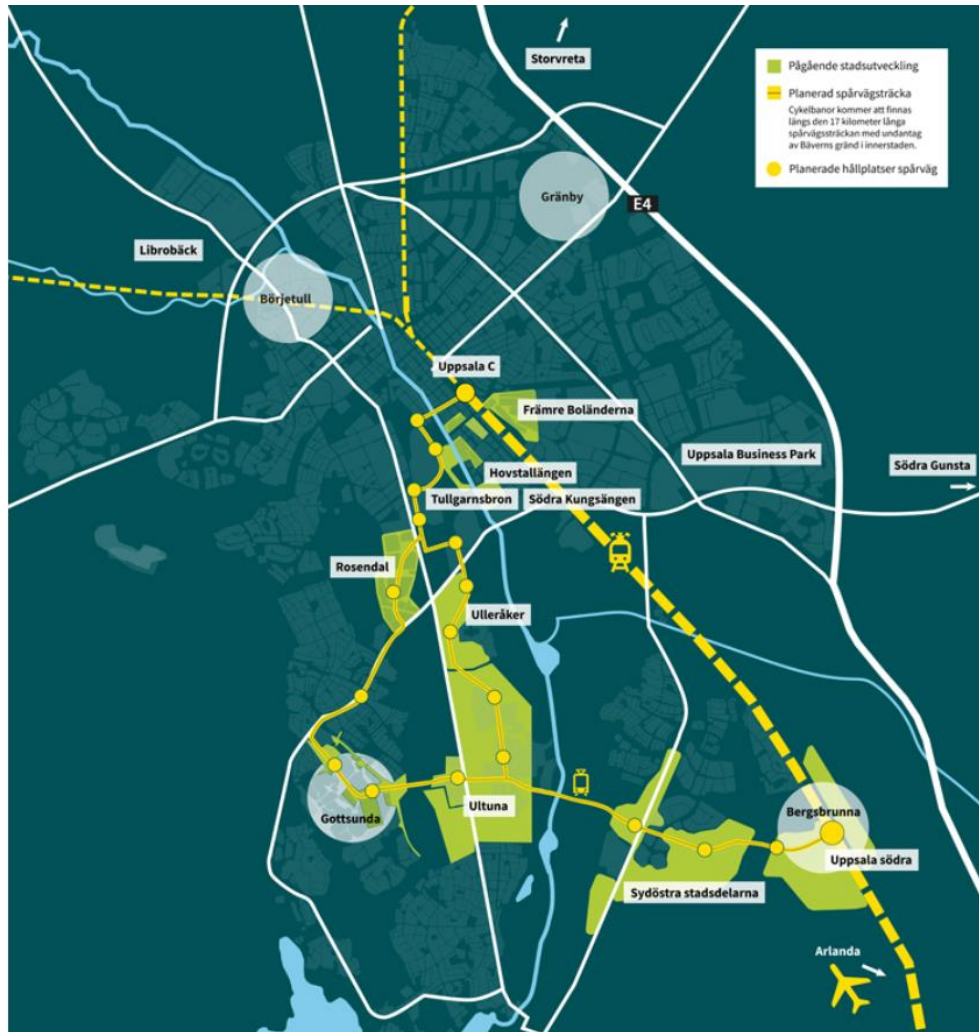 Storvreta
Pågående stadsutveckling
Planerad spårvägsträcka
Cykelbanor kommer att finnas
längs den 17 kilometer långa
spårvägssträckan med undantag
av Bäverns gränd i innerstaden.
Planerade hållplatser spårväg
Gränby
E4
Librobäck
Börjetull
Uppsala C
Främre Boländerna
Uppsala Business Park
Södra Gunsta
Hovstallängen
Tullgarnsbron
Södra Kungsängen
Rosendal
Ulleråker
Gottsunda
Ultuna
Bergsbrunna
Uppsala södra
Sydöstra stadsdelarna
Arlanda